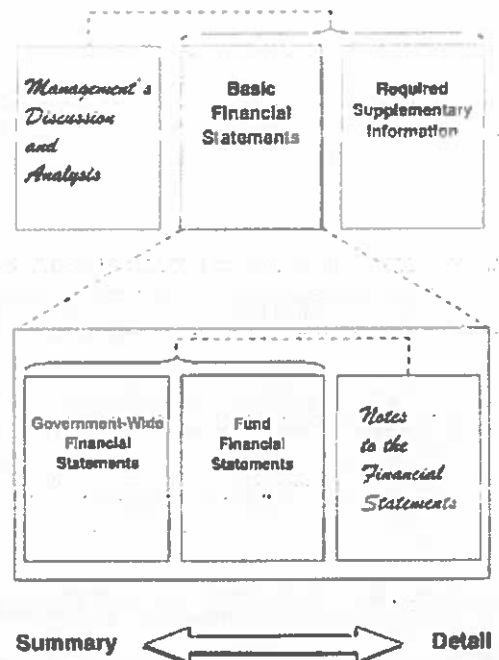 Management's
Discussion
and
Analysis
Basic
Financial
Statements
Required
Supplementary
Information
Government-Wide
Financial
Statements
Fund
Financial
Statements
Notes
to the
Financial
Statements
Summary
Detail